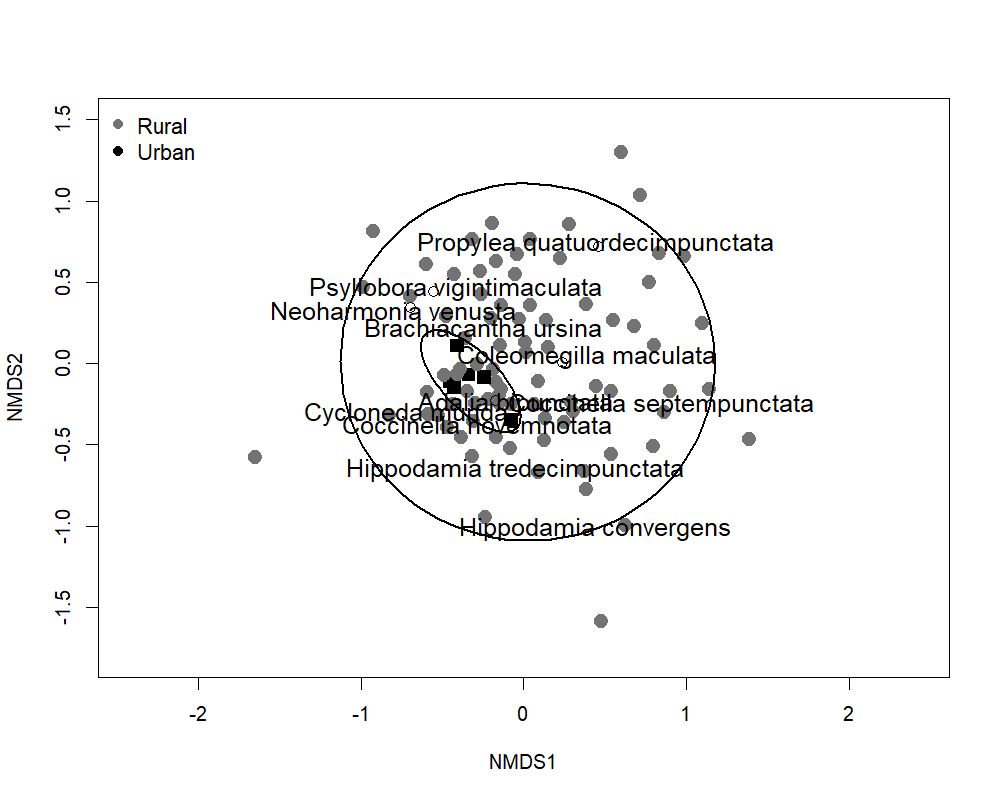 1.5
1.0
0.5
0.0
-0.5
-1.0
-1.5
NMDS2
Rural
Urban
Propylea quatuordecimpunctata
Psyllobora vigintimaculata
Neoharmonia venusta
Brachiacantha ursina
Coleomegilla maculata
Adalia bipunctata
Coccinella septempunctata
Cycloneda munda
Coccinella novemnotata
Hippodamia tredecimpunctata
Hippodamia convergens
-2
-1
0
1
2
NMDS1